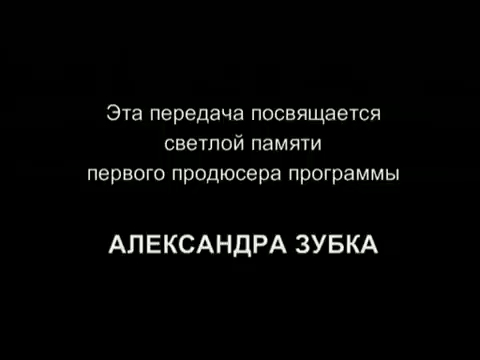 Эта передача посвящается
светлой памяти
первого продюсера программы
АЛЕКСАНДРА ЗУБКА